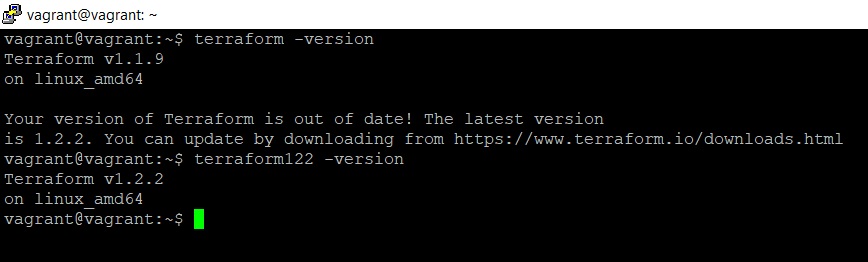 vagrant@vagrant: ~
vagrant@vagrant:~$ terraform -version
Terraform v1.1.9
on linux_amd64
Your version of Terraform is out of date! The latest version
is 1.2.2. You can update by downloading from https://www.terraform.io/downloads.html
vagrant@vagrant:~$ terraform122 -version
Terraform v1.2.2
on linux_amd64
vagrant@vagrant:~$